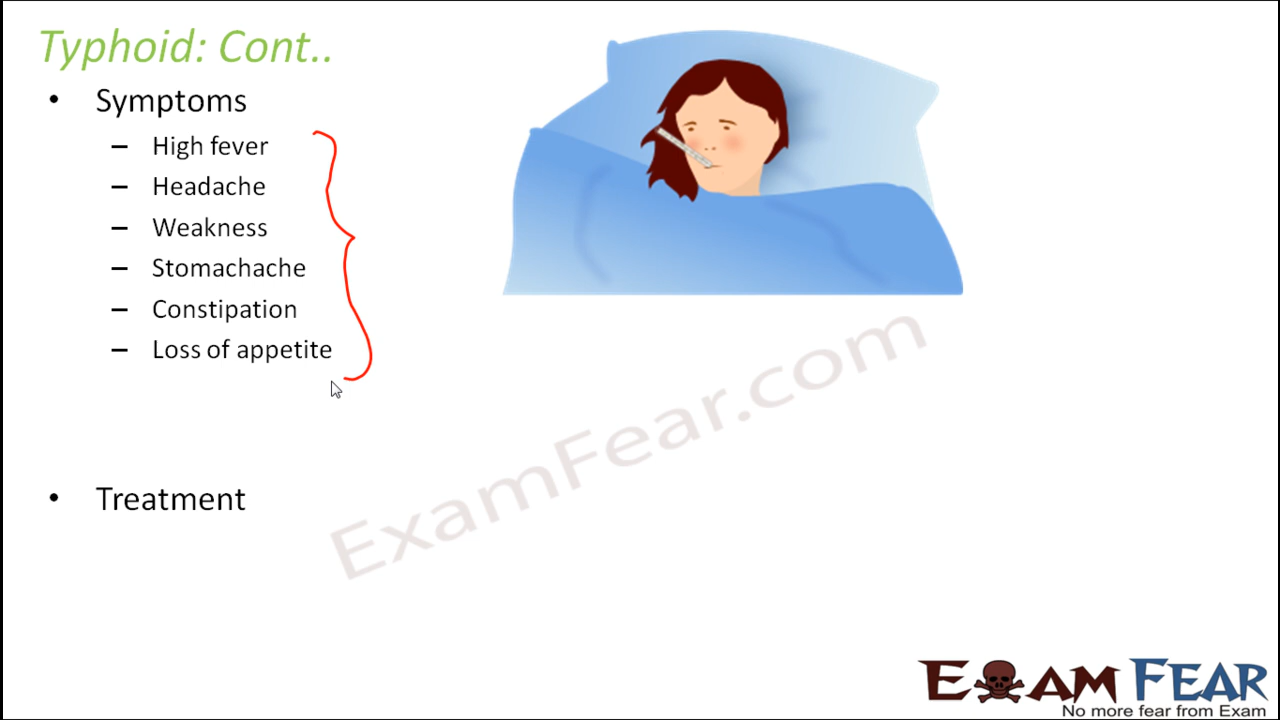 Typhoid: Cont..
• Symptoms
– High fever
– Headache
– Weakness
– Stomachache
– Constipation
– Loss of appetite
• Treatment
ExamFear.com
EXAM FEAR
No more fear from Exam